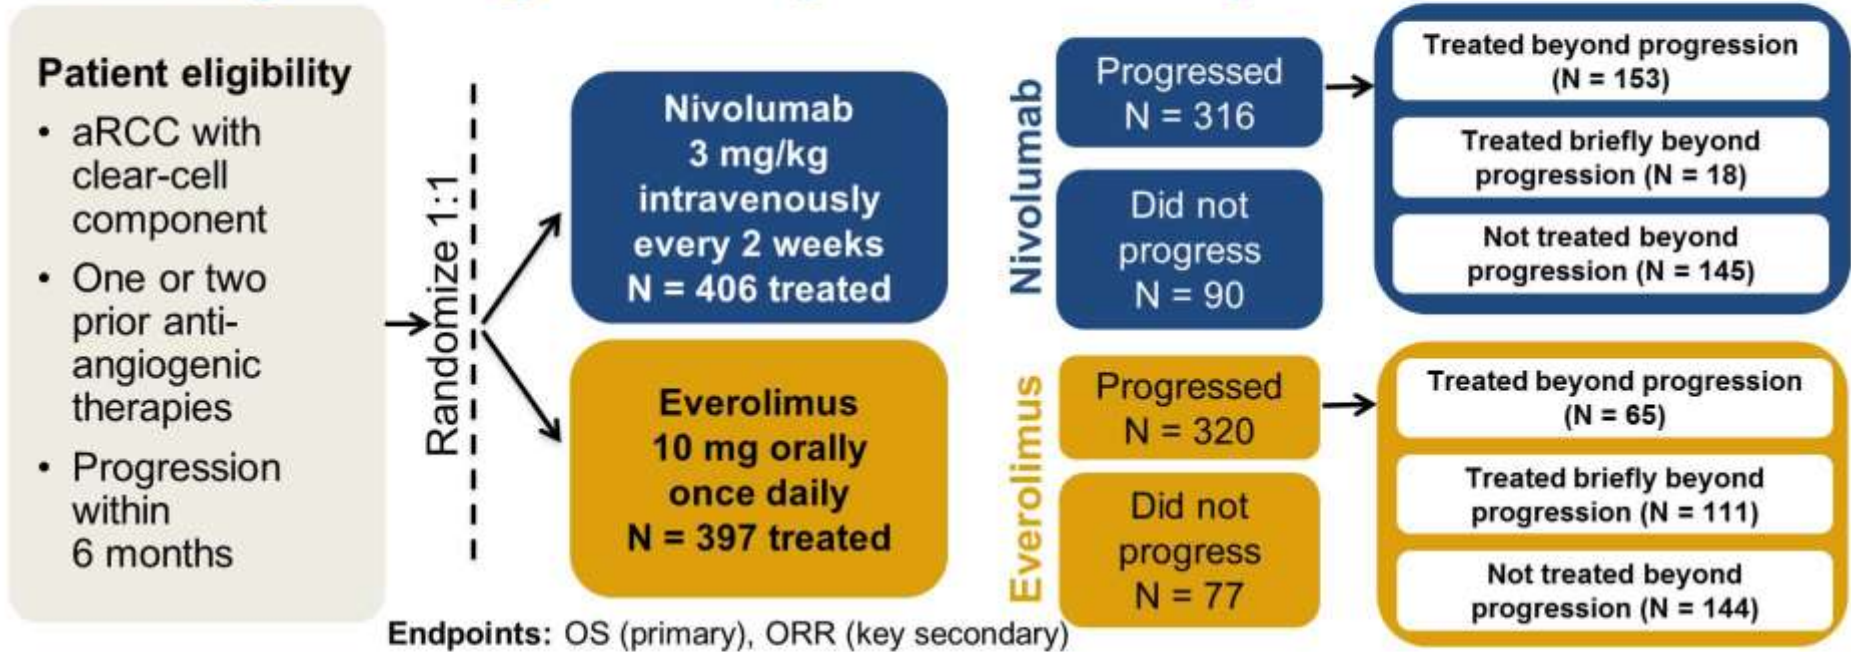 Patient eligibility
• aRCC with
clear-cell
component
• One or two
prior anti-
angiogenic
therapies
• Progression
within
6 months
Randomize 1:1
Nivolumab
3 mg/kg
intravenously
every 2 weeks
N = 406 treated
Everolimus
10 mg orally
once daily
N = 397 treated
Endpoints: OS (primary), ORR (key secondary)
Nivolumab
Progressed
N = 316
Did not
progress
N = 90
Treated beyond progression
(N = 153)
Treated briefly beyond
progression (N = 18)
Not treated beyond
progression (N = 145)
Everolimus
Progressed
N = 320
Did not
progress
N = 77
Treated beyond progression
(N = 65)
Treated briefly beyond
progression (N = 111)
Not treated beyond
progression (N = 144)